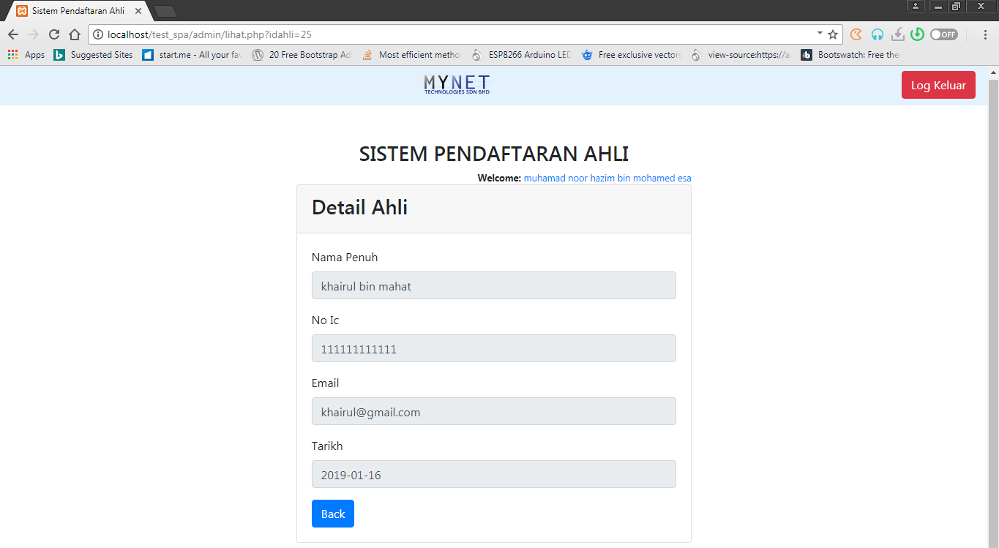 Sistem Pendaftaran Ahli
localhost/test_spa/admin/lihat.php?idahli=25
OFF
Apps Suggested Sites start.me - All your fav 20 Free Bootstrap Ad Most efficient metho ESP8266 Arduino LED Free exclusive vectors view-source:https://a Bootswatch: Free the
MYNET
TECHNOLOGIES SDN BHD
Log Keluar
SISTEM PENDAFTARAN AHLI
Welcome: muhamad noor hazim bin mohamed esa
Detail Ahli
Nama Penuh
khairul bin mahat
No Ic
111111111111
Email
khairul@gmail.com
Tarikh
2019-01-16
Back